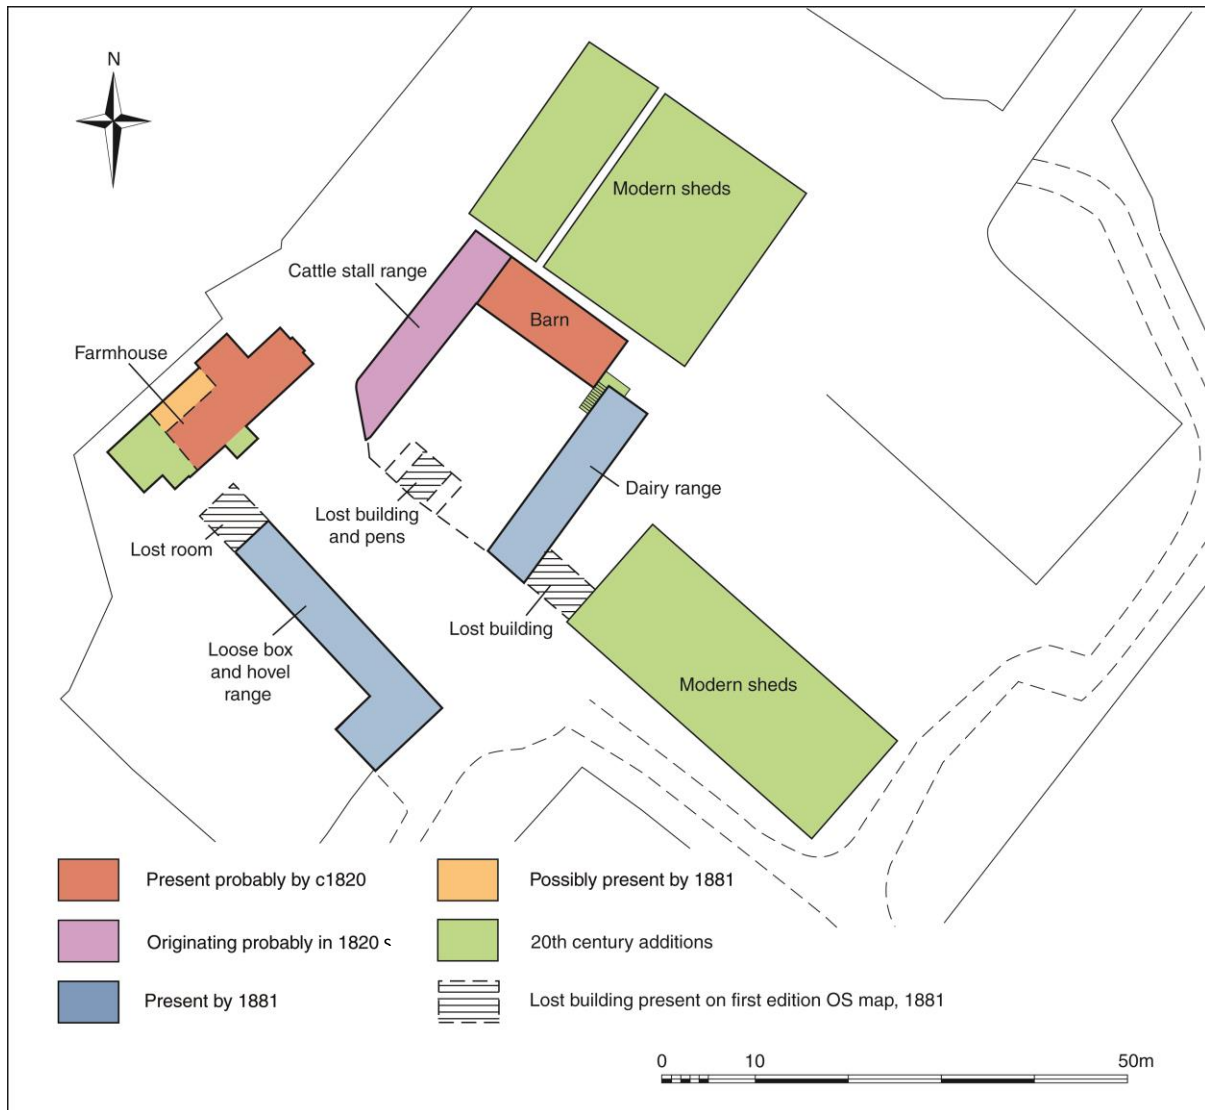 N
Modern sheds
Cattle stall range
Barn
Farmhouse
Dairy range
Lost building
and pens
Lost room
Lost building
Loose box
and hovel
range
Modern sheds
Present probably by c1820
Possibly present by 1881
Originating probably in 1820 s
20th century additions
Present by 1881
Lost building present on first edition OS map, 1881
0 10 50m